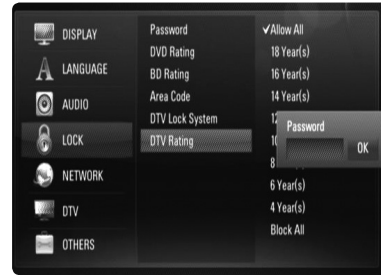 DISPLAY
LANGUAGE
AUDIO
LOCK
NETWORK
DTV
OTHERS
Password
DVD Rating
BD Rating
Area Code
DTV Lock System
DTV Rating
✓Allow All
18 Year(s)
16 Year(s)
14 Year(s)
12
10
8
6 Year(s)
4 Year(s)
Block All
Password
OK